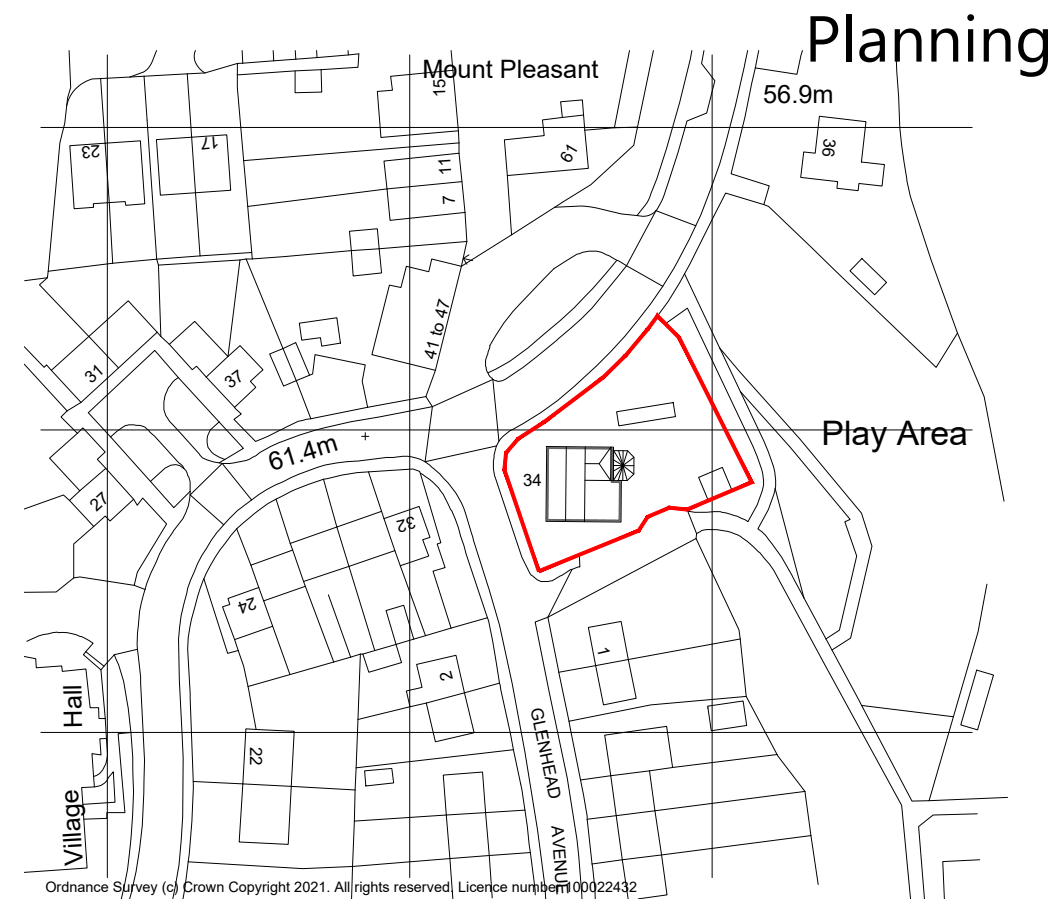 Planning
Mount Pleasant
56.9m
15
23
17
61
36
11
7
41 to 47
31
37
Play Area
61.4m
34
27
32
24
1
2
Village Hall
GLENHEAD AVENUE
22
Ordnance Survey (c) Crown Copyright 2021. All rights reserved. Licence number 100022432